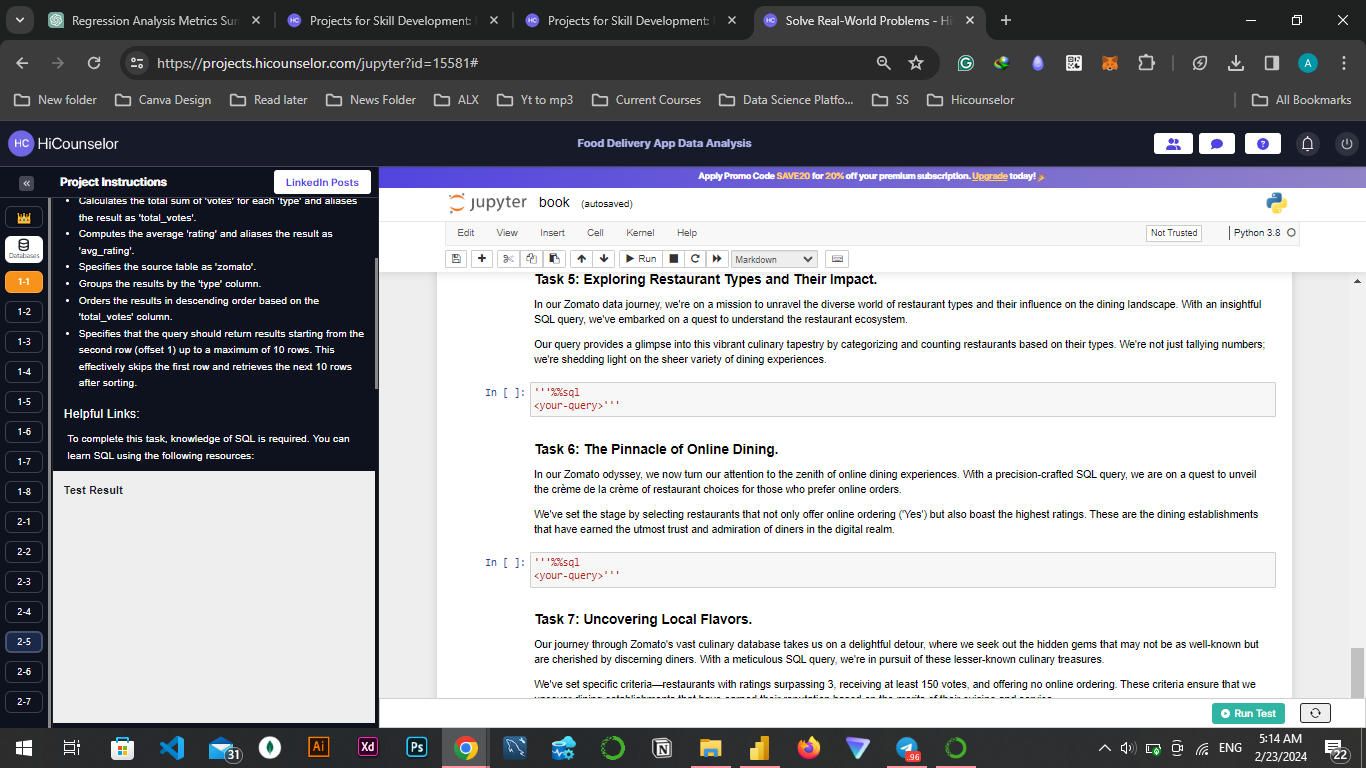 Regression Analysis Metrics Sum
Projects for Skill Development:
Projects for Skill Development:
Solve Real-World Problems - Hi
https://projects.hicounselor.com/jupyter?id=15581#
A
New folder
Canva Design
Read later
News Folder
ALX
Yt to mp3
Current Courses
Data Science Platfo...
SS
Hicounselor
All Bookmarks
HC HiCounselor
Food Delivery App Data Analysis
Project Instructions
LinkedIn Posts
Apply Promo Code SAVE20 for 20% off your premium subscription. Upgrade today!
• Calculates the total sum of 'votes' for each 'type' and aliases
the result as 'total_votes'.
• Computes the average 'rating' and aliases the result as
'avg_rating'.
• Specifies the source table as 'zomato'.
• Groups the results by the 'type' column.
• Orders the results in descending order based on the
'total_votes' column.
• Specifies that the query should return results starting from the
second row (offset 1) up to a maximum of 10 rows. This
effectively skips the first row and retrieves the next 10 rows
after sorting.
Helpful Links:
To complete this task, knowledge of SQL is required. You can
learn SQL using the following resources:
Test Result
Databases
1-1
1-2
1-3
1-4
1-5
1-6
1-7
1-8
2-1
2-2
2-3
2-4
2-5
2-6
2-7
jupyter book (autosaved)
Edit View Insert Cell Kernel Help
Not Trusted
Python 3.8
Run
Markdown
Task 5: Exploring Restaurant Types and Their Impact.
In our Zomato data journey, we're on a mission to unravel the diverse world of restaurant types and their influence on the dining landscape. With an insightful
SQL query, we've embarked on a quest to understand the restaurant ecosystem.
Our query provides a glimpse into this vibrant culinary tapestry by categorizing and counting restaurants based on their types. We're not just tallying numbers;
we're shedding light on the sheer variety of dining experiences.
In [ ]: '''%%sql
<your-query>'''
Task 6: The Pinnacle of Online Dining.
In our Zomato odyssey, we now turn our attention to the zenith of online dining experiences. With a precision-crafted SQL query, we are on a quest to unveil
the crème de la crème of restaurant choices for those who prefer online orders.
We've set the stage by selecting restaurants that not only offer online ordering ('Yes') but also boast the highest ratings. These are the dining establishments
that have earned the utmost trust and admiration of diners in the digital realm.
In [ ]: '''%%sql
<your-query>'''
Task 7: Uncovering Local Flavors.
Our journey through Zomato's vast culinary database takes us on a delightful detour, where we seek out the hidden gems that may not be as well-known but
are cherished by discerning diners. With a meticulous SQL query, we're in pursuit of these lesser-known culinary treasures.
We've set specific criteria—restaurants with ratings surpassing 3, receiving at least 150 votes, and offering no online ordering. These criteria ensure that we
Run Test
31
Ai
Xd
Ps
96
ENG
5:14 AM
2/23/2024
22